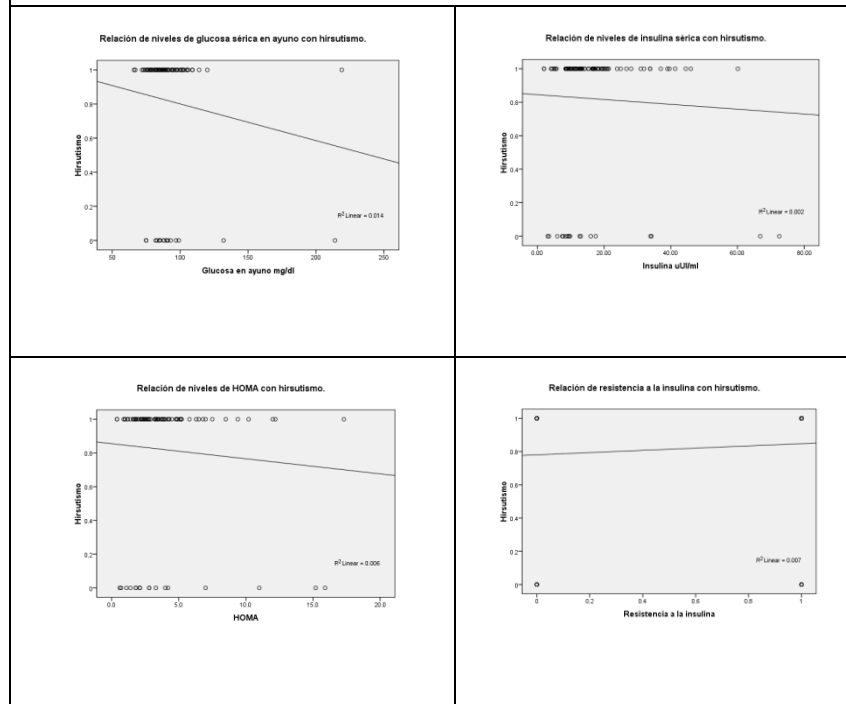 Relación de niveles de glucosa sérica en ayuno con hirsutismo.
Hirsutismo
1
0.8
0.6
0.4
0.2
0
R² Linear = 0.014
50 100 150 200 250
Glucosa en ayuno mg/dl
Relación de niveles de insulina sérica con hirsutismo.
Hirsutismo
1
0.8
0.6
0.4
0.2
0
R² Linear = 0.002
0.00 20.00 40.00 60.00 80.00
Insulina uUI/ml
Relación de niveles de HOMA con hirsutismo.
Hirsutismo
1
0.8
0.6
0.4
0.2
0
R² Linear = 0.006
0.0 5.0 10.0 15.0 20.0
HOMA
Relación de resistencia a la insulina con hirsutismo.
Hirsutismo
1
0.8
0.6
0.4
0.2
0
R² Linear = 0.007
0 0.2 0.4 0.6 0.8 1
Resistencia a la insulina